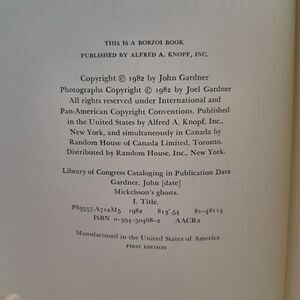 THIS IS A BORZOI BOOK
PUBLISHED BY ALFRED A. KNOPF, INC.
Copyright © 1982 by John Gardner
Photographs Copyright © 1982 by Joel Gardner
All rights reserved under International and
Pan-American Copyright Conventions. Published
in the United States by Alfred A. Knopf, Inc.,
New York, and simultaneously in Canada by
Random House of Canada Limited, Toronto.
Distributed by Random House, Inc., New York.
Library of Congress Cataloging in Publication Data
Gardner, John [date]
Mickelsson's ghosts.
I. Title.
PS3557.A712M5 1982 813'.54 81-48114
ISBN 0-394-50468-2 AACR2
Manufactured in the United States of America
FIRST EDITION